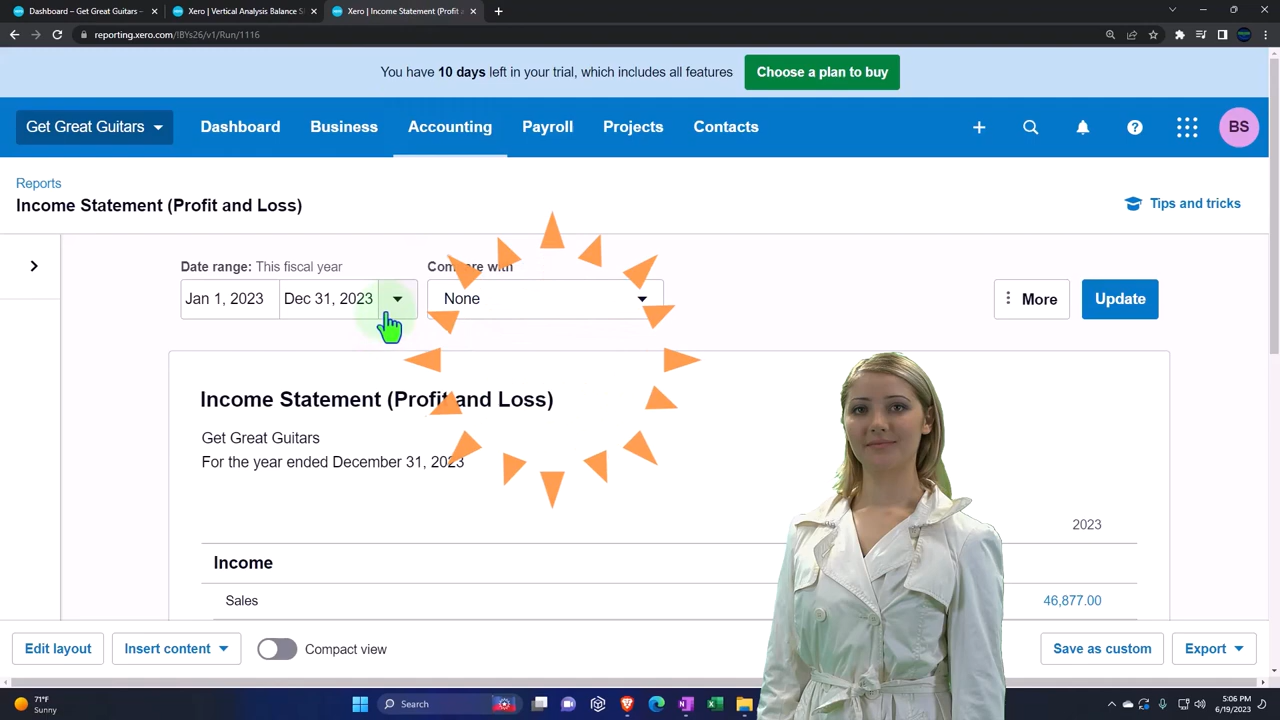 Dashboard – Get Great Guitars –
Xero | Vertical Analysis Balance S
Xero | Income Statement (Profit a
reporting.xero.com/!BYs26/v1/Run/1116
You have 10 days left in your trial, which includes all features
Choose a plan to buy
Get Great Guitars Dashboard Business Accounting Payroll Projects Contacts BS
Reports
Income Statement (Profit and Loss)
Tips and tricks
Date range: This fiscal year
Compare with
Jan 1, 2023 Dec 31, 2023 None More Update
Income Statement (Profit and Loss)
Get Great Guitars
For the year ended December 31, 2023
2023
Income
Sales 46,877.00
Edit layout Insert content Compact view Save as custom Export
71°F
Sunny
Search
5:06 PM
6/19/2023